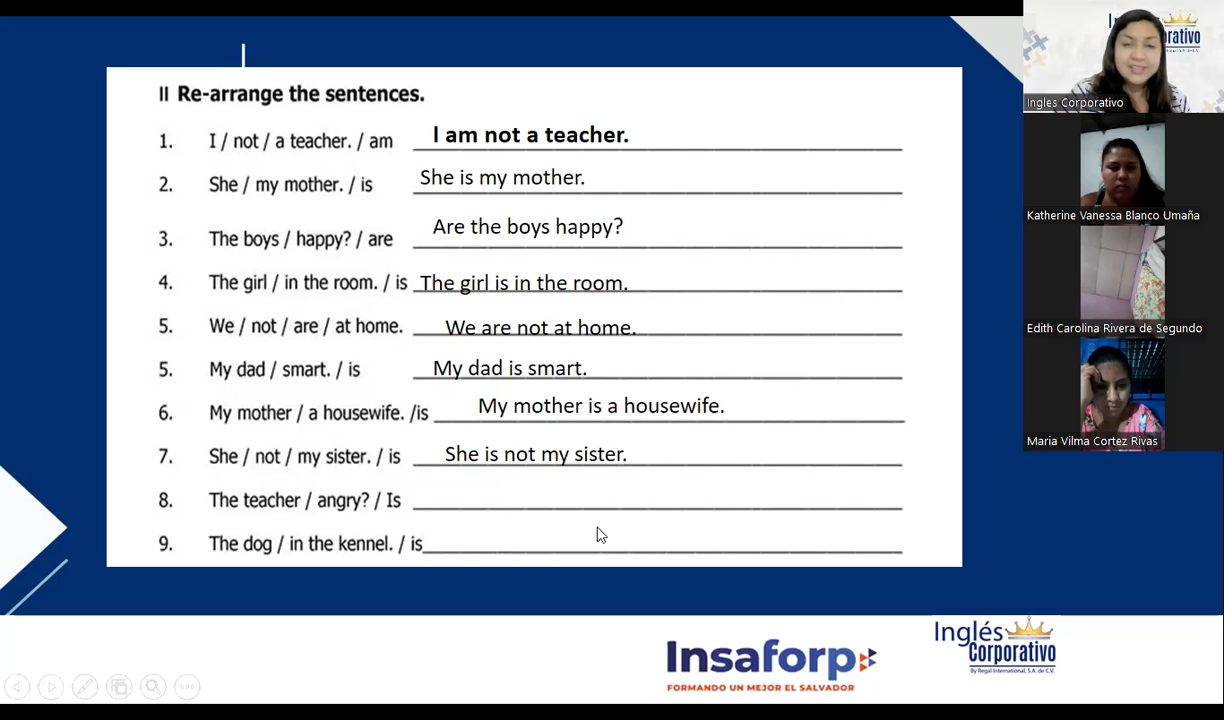 II Re-arrange the sentences.
1. I / not / a teacher. / am I am not a teacher.
2. She / my mother. / is She is my mother.
3. The boys / happy? / are Are the boys happy?
4. The girl / in the room. / is The girl is in the room.
5. We / not / are / at home. We are not at home.
5. My dad / smart. / is My dad is smart.
6. My mother / a housewife. /is My mother is a housewife.
7. She / not / my sister. / is She is not my sister.
8. The teacher / angry? / Is
9. The dog / in the kennel. / is
Insaforp
FORMANDO UN MEJOR EL SALVADOR
Inglés
Corporativo
By Regal International, S.A. de C.V.
Ingles Corporativo
Katherine Vanessa Blanco Umaña
Edith Carolina Rivera de Segundo
Maria Vilma Cortez Rivas